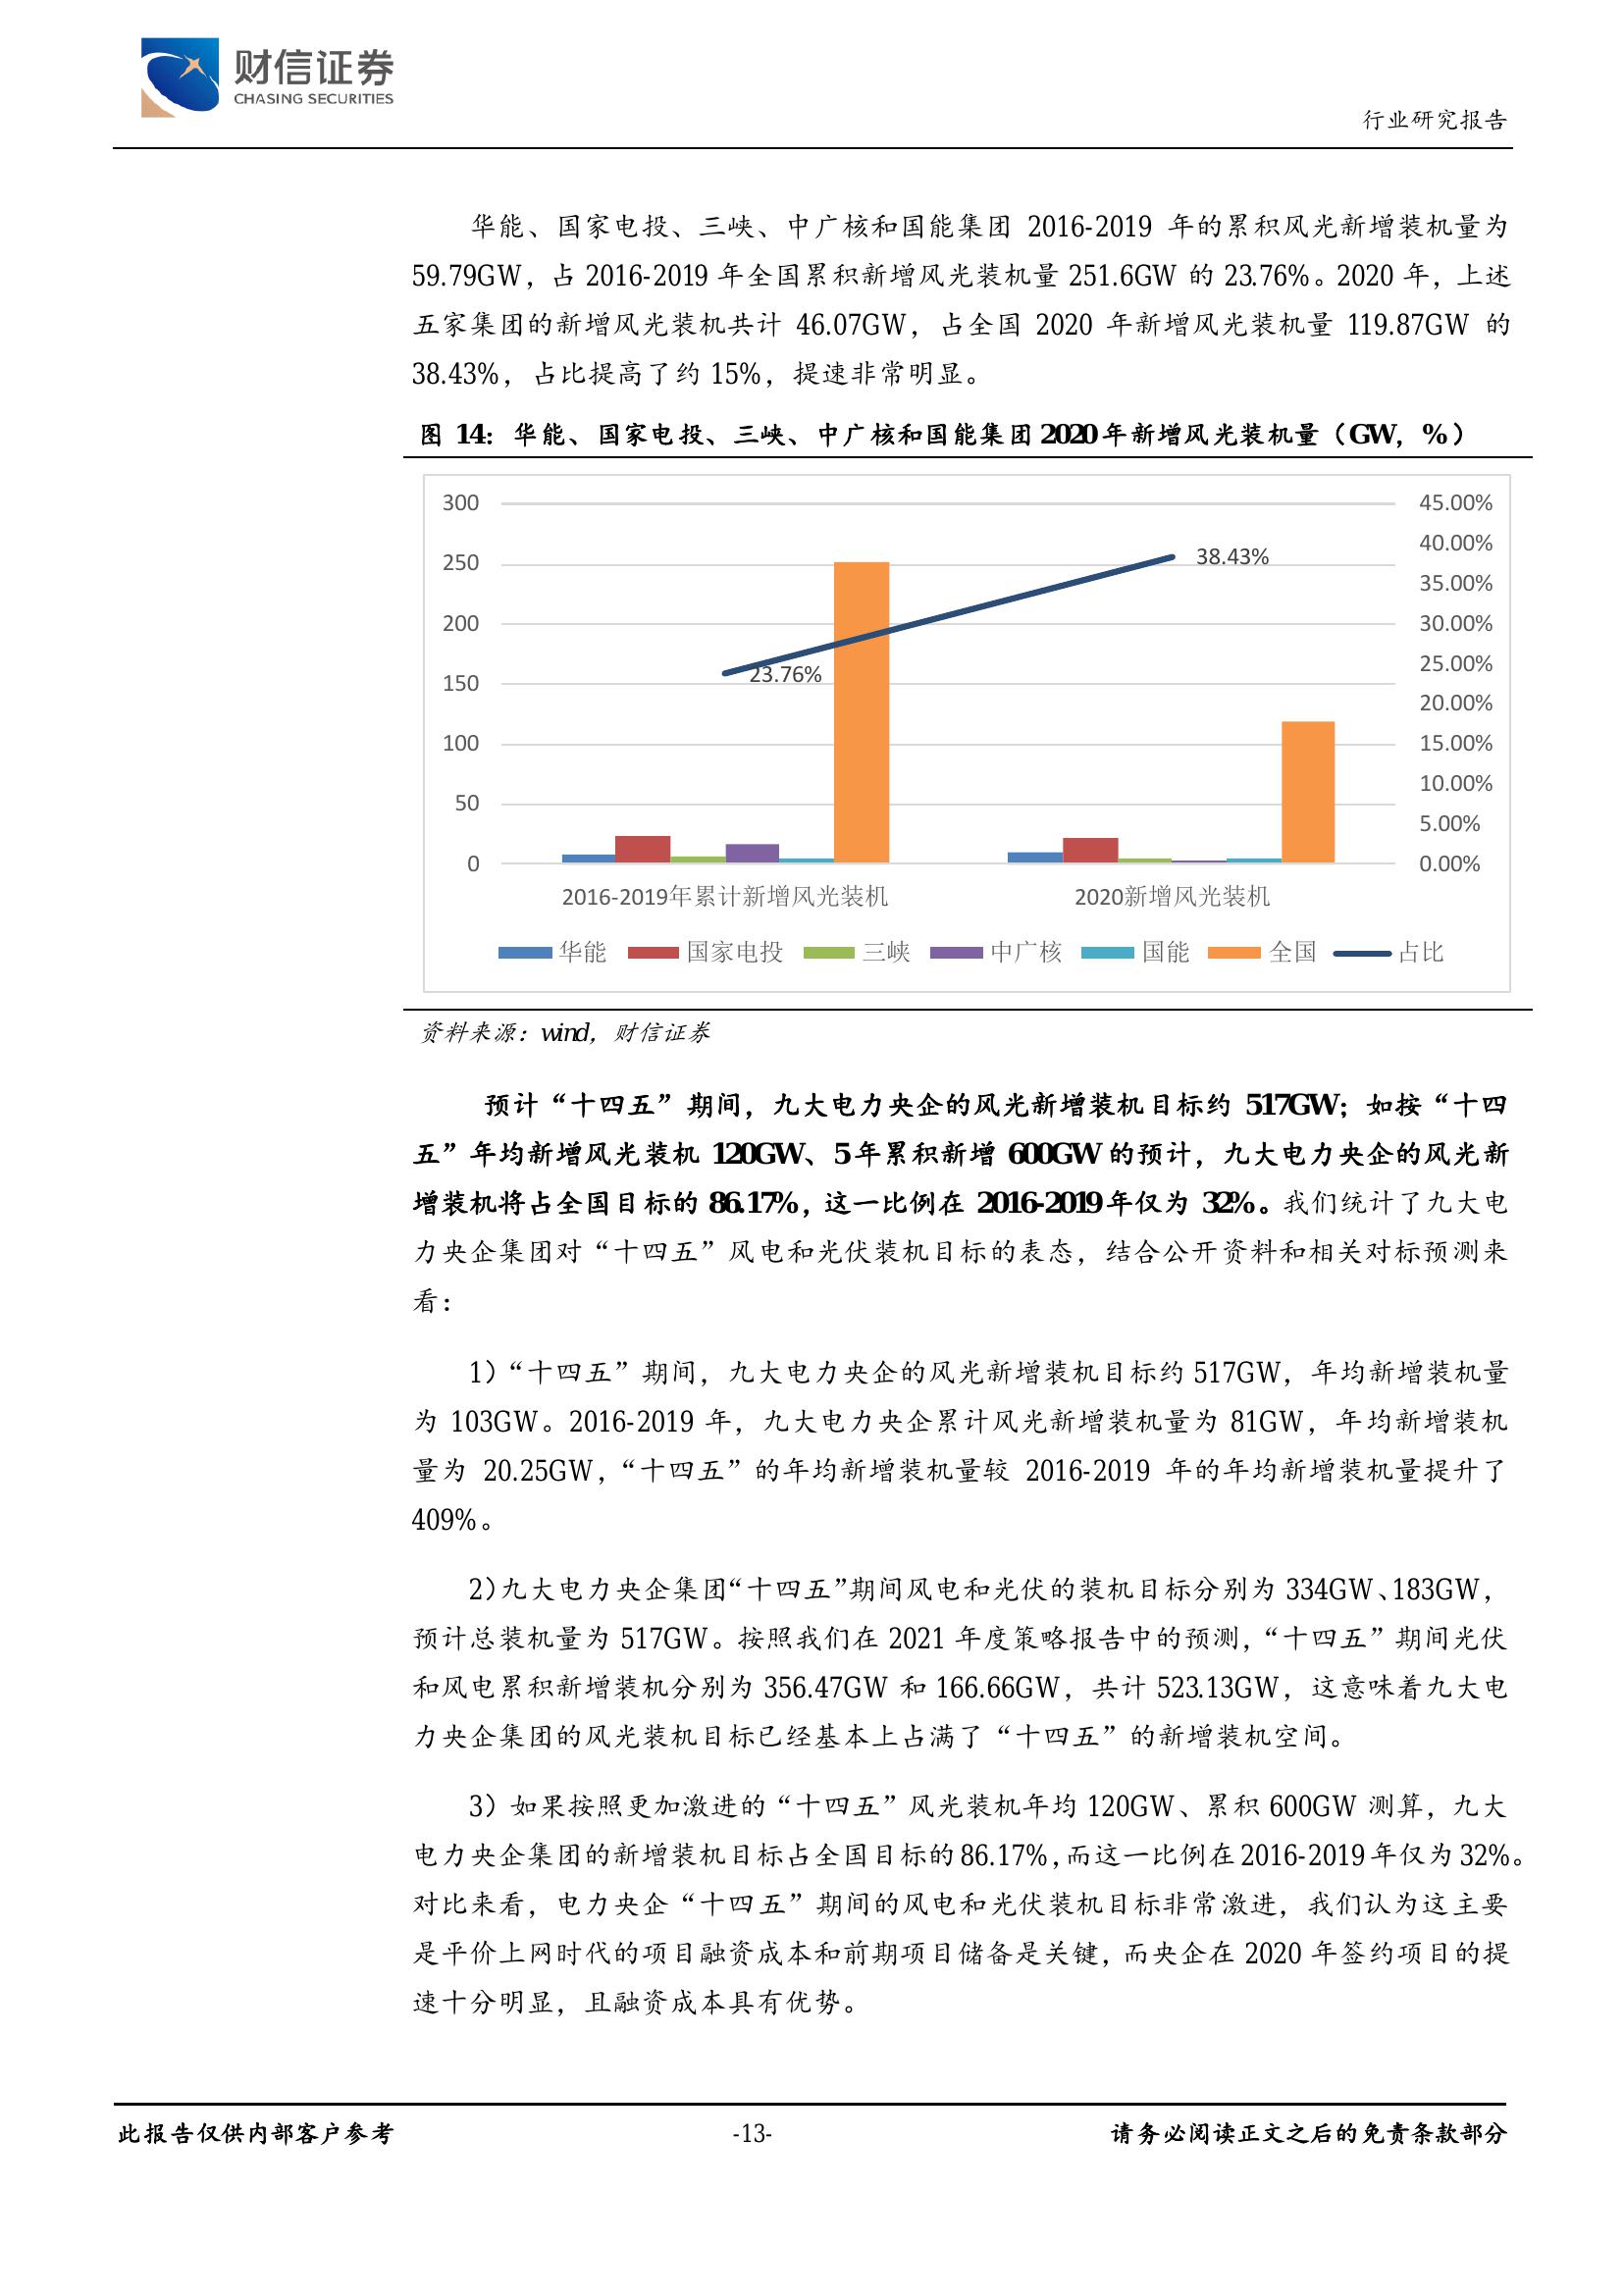 财信证券
CHASING SECURITIES
行业研究报告
华能、国家电投、三峡、中广核和国能集团 2016-2019 年的累积风光新增装机量为
59.79GW，占 2016-2019 年全国累积新增风光装机量 251.6GW 的 23.76%。2020 年，上述
五家集团的新增风光装机共计 46.07GW，占全国 2020 年新增风光装机量 119.87GW 的
38.43%，占比提高了约 15%，提速非常明显。
图 14：华能、国家电投、三峡、中广核和国能集团 2020 年新增风光装机量（GW，%）
300
250
200
150
100
50
0
45.00%
40.00%
35.00%
30.00%
25.00%
20.00%
15.00%
10.00%
5.00%
0.00%
38.43%
23.76%
2016-2019年累计新增风光装机
2020新增风光装机
华能 国家电投 三峡 中广核 国能 全国 占比
资料来源：wind，财信证券
预计“十四五”期间，九大电力央企的风光新增装机目标约 517GW；如按“十四
五”年均新增风光装机 120GW、5 年累积新增 600GW 的预计，九大电力央企的风光新
增装机将占全国目标的 86.17%，这一比例在 2016-2019 年仅为 32%。我们统计了九大电
力央企集团对“十四五”风电和光伏装机目标的表态，结合公开资料和相关对标预测来
看：
1）“十四五”期间，九大电力央企的风光新增装机目标约 517GW，年均新增装机量
为 103GW。2016-2019 年，九大电力央企累计风光新增装机量为 81GW，年均新增装机
量为 20.25GW，“十四五”的年均新增装机量较 2016-2019 年的年均新增装机量提升了
409%。
2）九大电力央企集团“十四五”期间风电和光伏的装机目标分别为 334GW、183GW，
预计总装机量为 517GW。按照我们在 2021 年度策略报告中的预测，“十四五”期间光伏
和风电累积新增装机分别为 356.47GW 和 166.66GW，共计 523.13GW，这意味着九大电
力央企集团的风光装机目标已经基本上占满了“十四五”的新增装机空间。
3）如果按照更加激进的“十四五”风光装机年均 120GW、累积 600GW 测算，九大
电力央企集团的新增装机目标占全国目标的 86.17%，而这一比例在 2016-2019 年仅为 32%。
对比来看，电力央企“十四五”期间的风电和光伏装机目标非常激进，我们认为这主要
是平价上网时代的项目融资成本和前期项目储备是关键，而央企在 2020 年签约项目的提
速十分明显，且融资成本具有优势。
此报告仅供内部客户参考 -13- 请务必阅读正文之后的免责条款部分